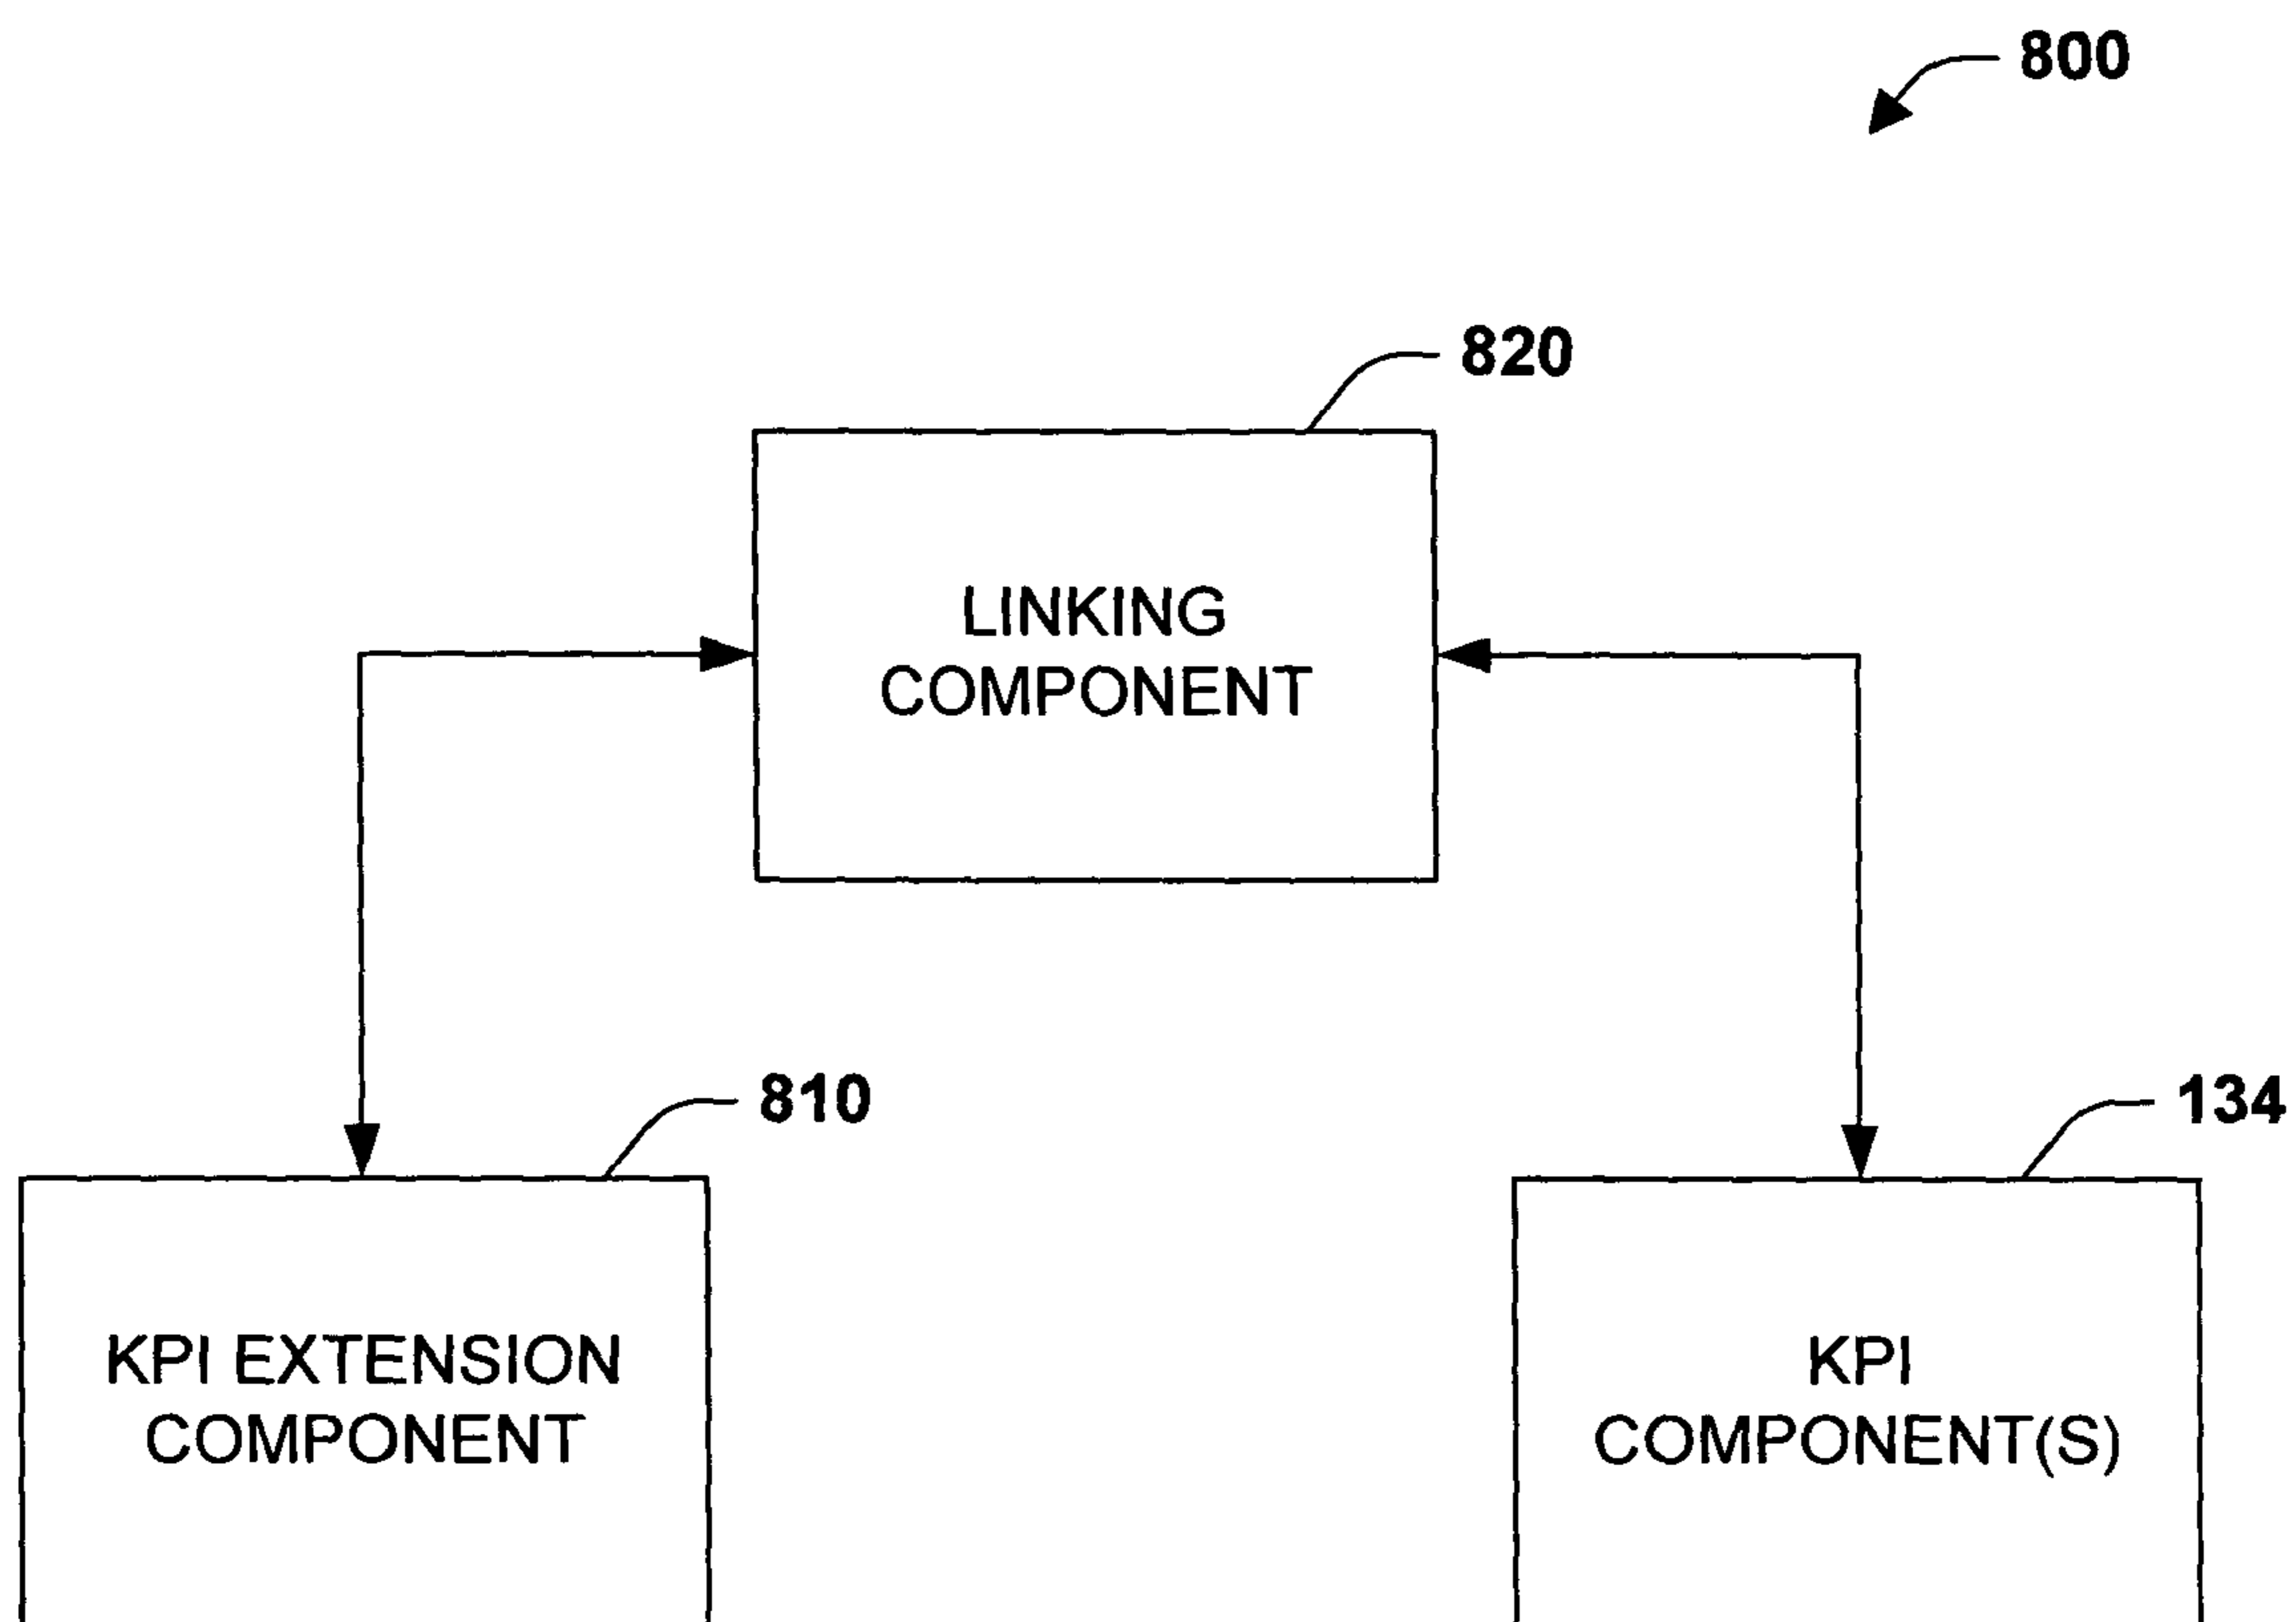 800
820
LINKING
COMPONENT
810
134
KPI EXTENSION
COMPONENT
KPI
COMPONENT(S)